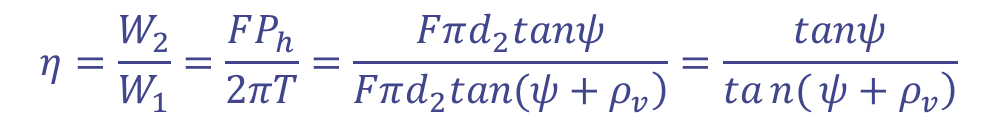 η = W₂/W₁ = FPₕ/2πT = Fπd₂tanψ/Fπd₂tan(ψ + ρᵥ) = tanψ/tan(ψ + ρᵥ)